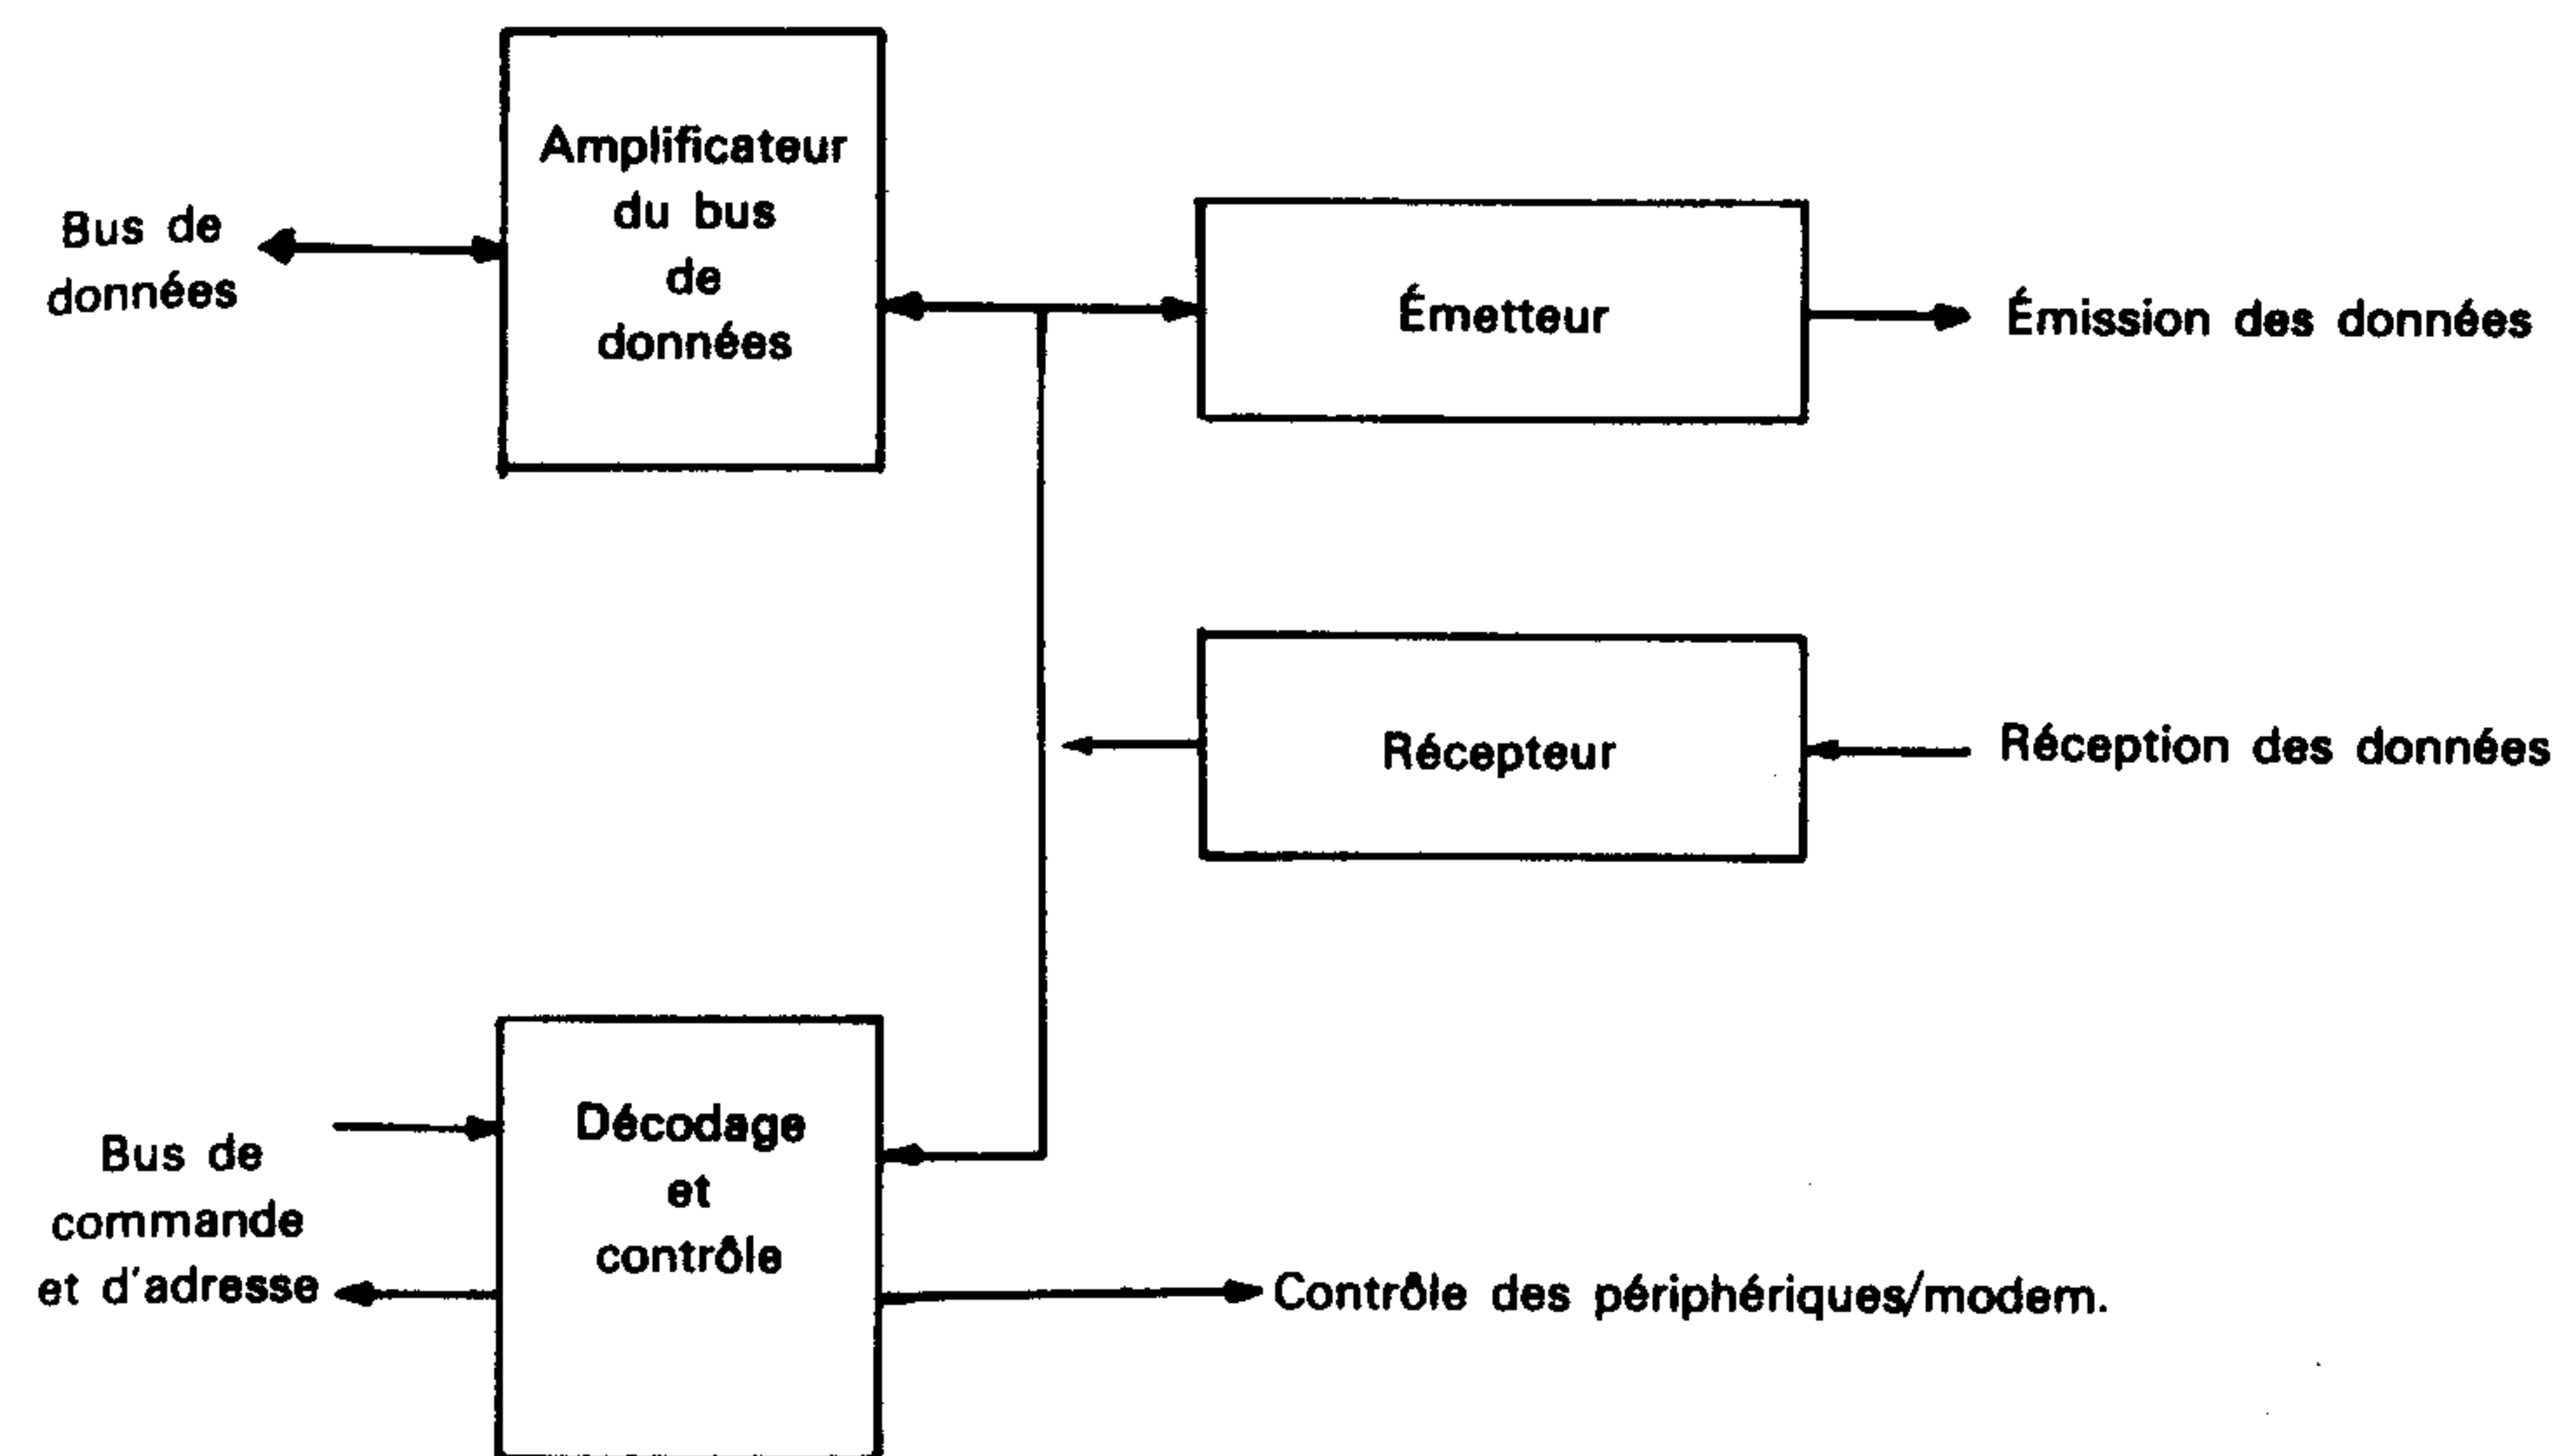 Amplificateur
du bus
de
données
Bus de
données
Émetteur
Émission des données
Récepteur
Réception des données
Décodage
et
contrôle
Bus de
commande
et d'adresse
Contrôle des périphériques/modem.